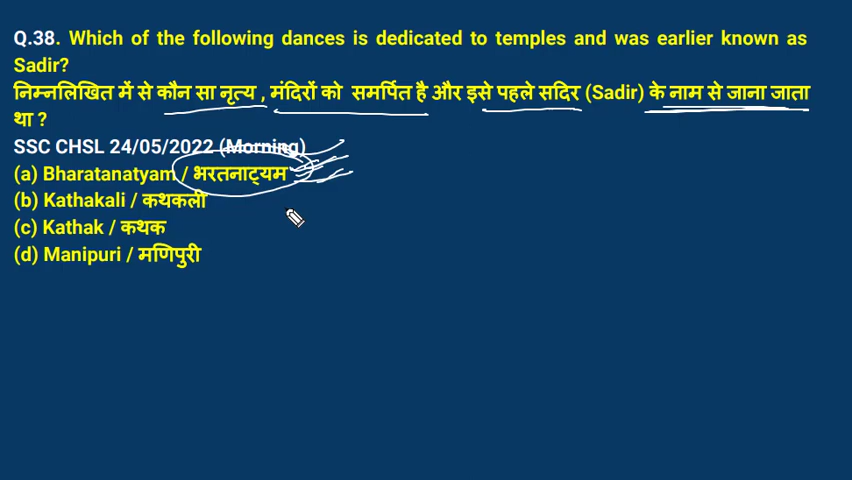 Q.38. Which of the following dances is dedicated to temples and was earlier known as
Sadir?
निम्नलिखित में से कौन सा नृत्य , मंदिरों को समर्पित है और इसे पहले सदिर (Sadir) के नाम से जाना जाता
था ?
SSC CHSL 24/05/2022 (Morning)
(a) Bharatanatyam / भरतनाट्यम
(b) Kathakali / कथकली
(c) Kathak / कथक
(d) Manipuri / मणिपुरी